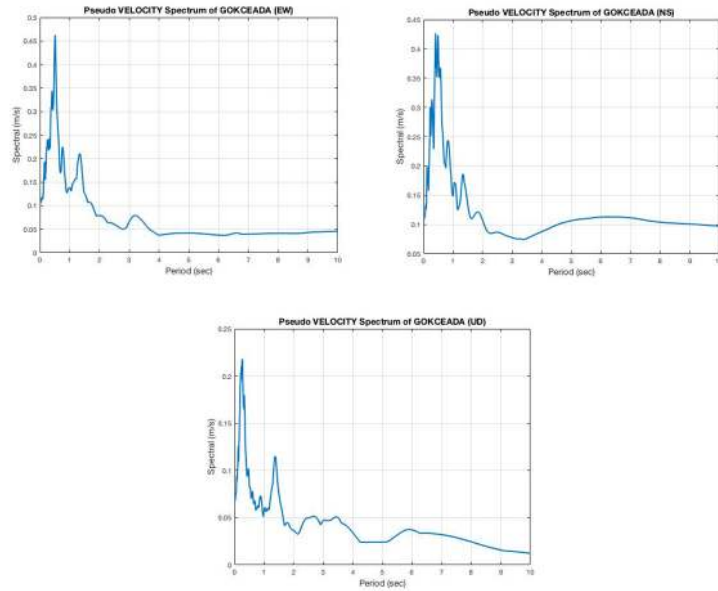 Pseudo VELOCITY Spectrum of GOKCEADA (EW)
0.5
0.45
0.4
0.35
0.3
0.25
0.2
0.15
0.1
0.05
0
Spectral (m/s)
0 1 2 3 4 5 6 7 8 9 10
Period (sec)
Pseudo VELOCITY Spectrum of GOKCEADA (NS)
0.45
0.4
0.35
0.3
0.25
0.2
0.15
0.1
0.05
Spectral (m/s)
0 1 2 3 4 5 6 7 8 9 10
Period (sec)
Pseudo VELOCITY Spectrum of GOKCEADA (UD)
0.25
0.2
0.15
0.1
0.05
0
Spectral (m/s)
0 1 2 3 4 5 6 7 8 9 10
Period (sec)